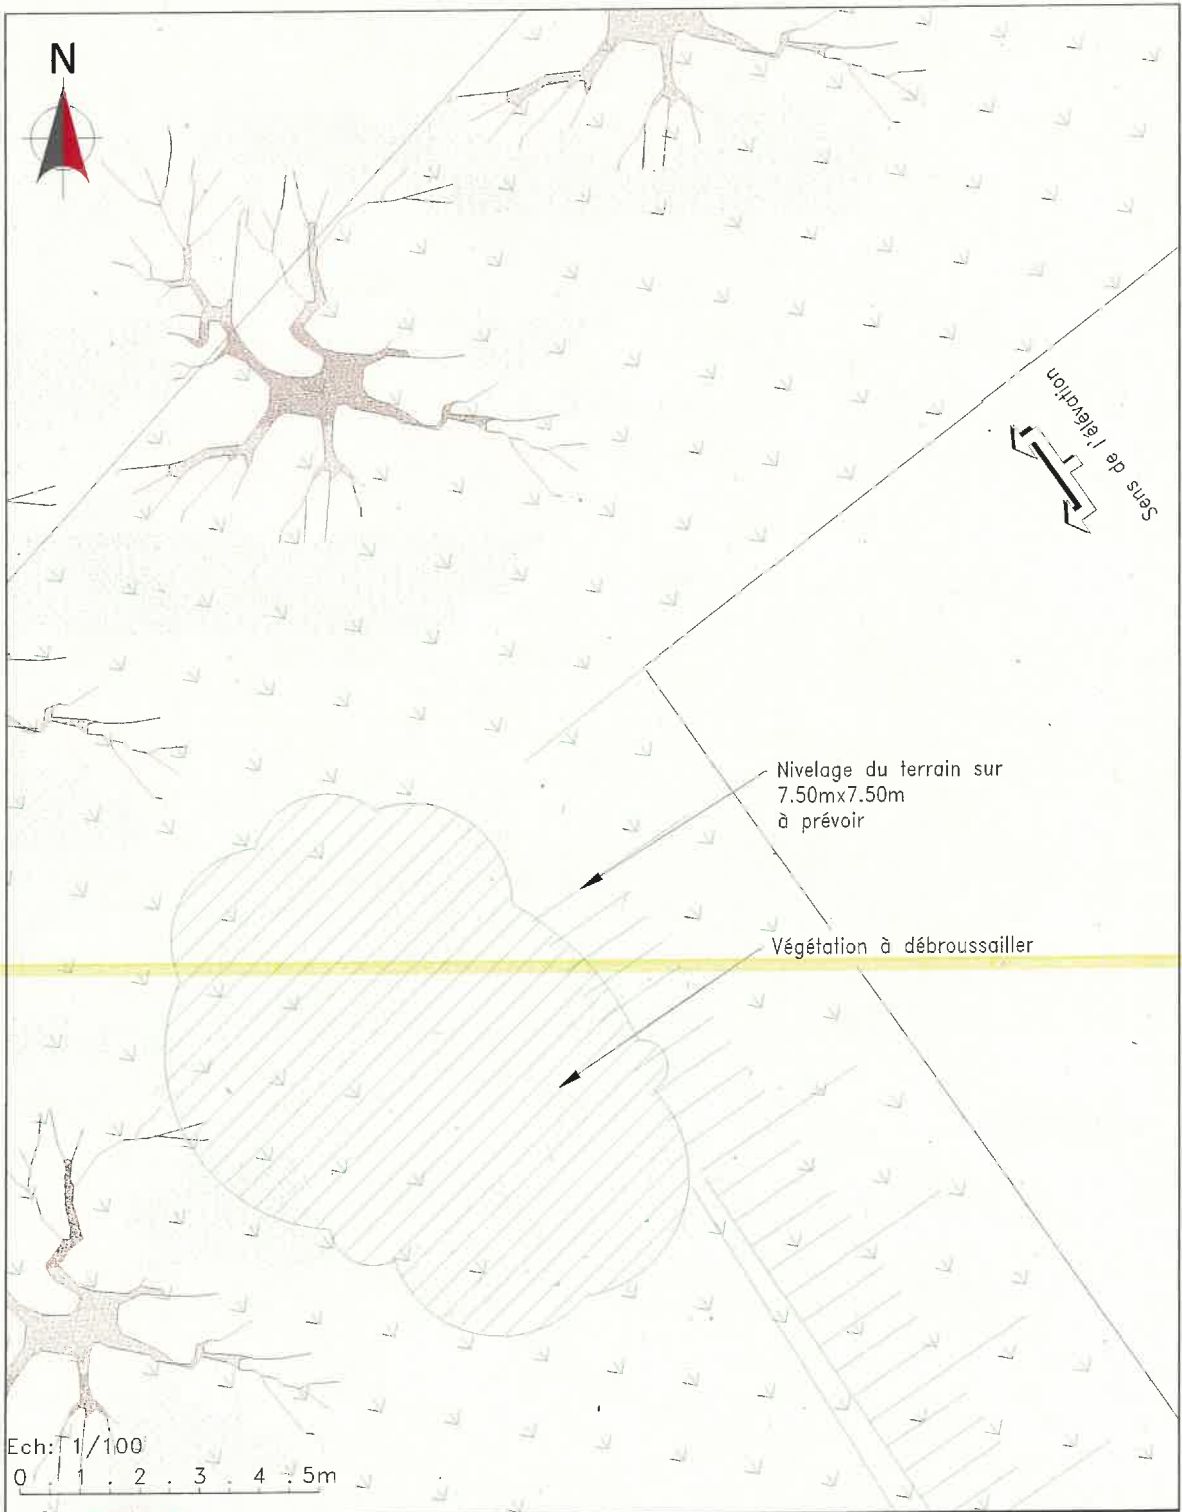 N
Sens de l'élévation
Nivelage du terrain sur
7.50mx7.50m
à prévoir
Végétation à débroussailler
Ech: 1/100
0 . 1 . 2 . 3 . 4 . 5m